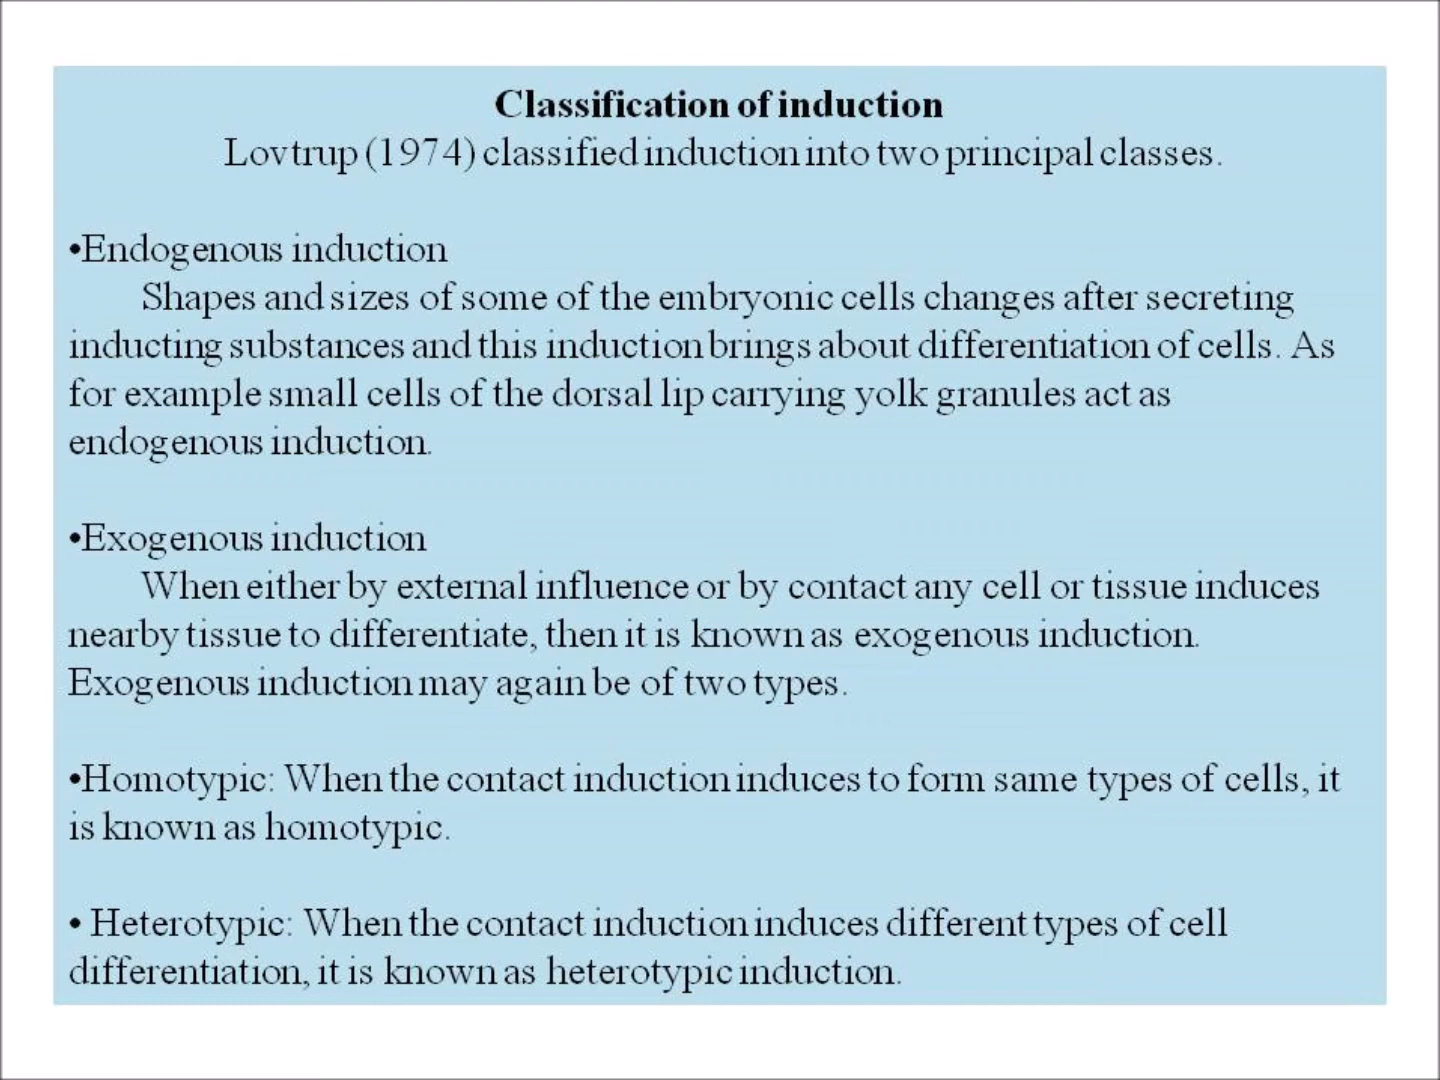 Classification of induction
Lovtrup (1974) classified induction into two principal classes.
•Endogenous induction
Shapes and sizes of some of the embryonic cells changes after secreting
inducting substances and this induction brings about differentiation of cells. As
for example small cells of the dorsal lip carrying yolk granules act as
endogenous induction.
•Exogenous induction
When either by external influence or by contact any cell or tissue induces
nearby tissue to differentiate, then it is known as exogenous induction.
Exogenous induction may again be of two types.
•Homotypic: When the contact induction induces to form same types of cells, it
is known as homotypic.
• Heterotypic: When the contact induction induces different types of cell
differentiation, it is known as heterotypic induction.